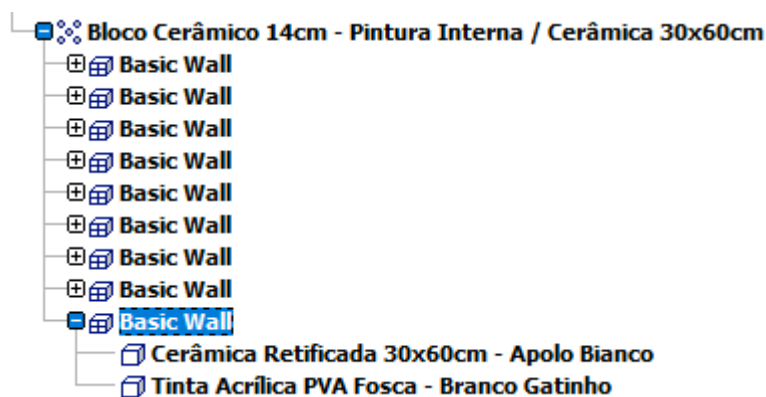 Bloco Cerâmico 14cm - Pintura Interna / Cerâmica 30x60cm
Basic Wall
Basic Wall
Basic Wall
Basic Wall
Basic Wall
Basic Wall
Basic Wall
Basic Wall
Basic Wall
Cerâmica Retificada 30x60cm - Apolo Bianco
Tinta Acrílica PVA Fosca - Branco Gatinho